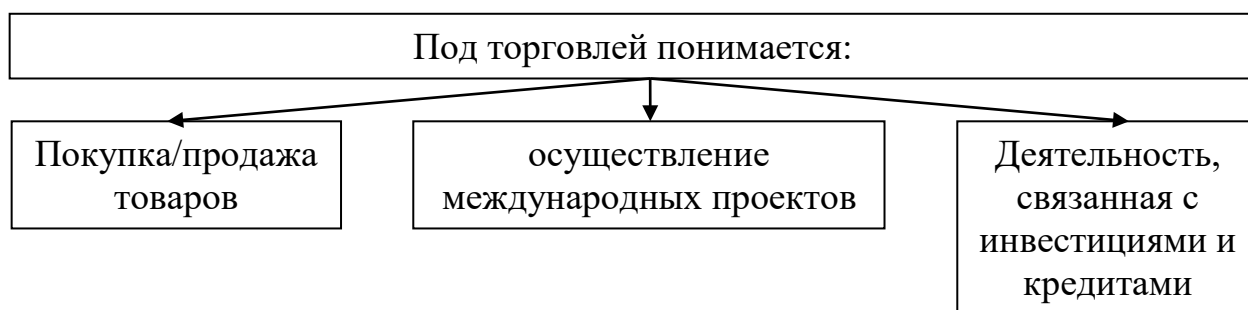 Под торговлей понимается:
Покупка/продажа
товаров
осуществление
международных проектов
Деятельность,
связанная с
инвестициями и
кредитами